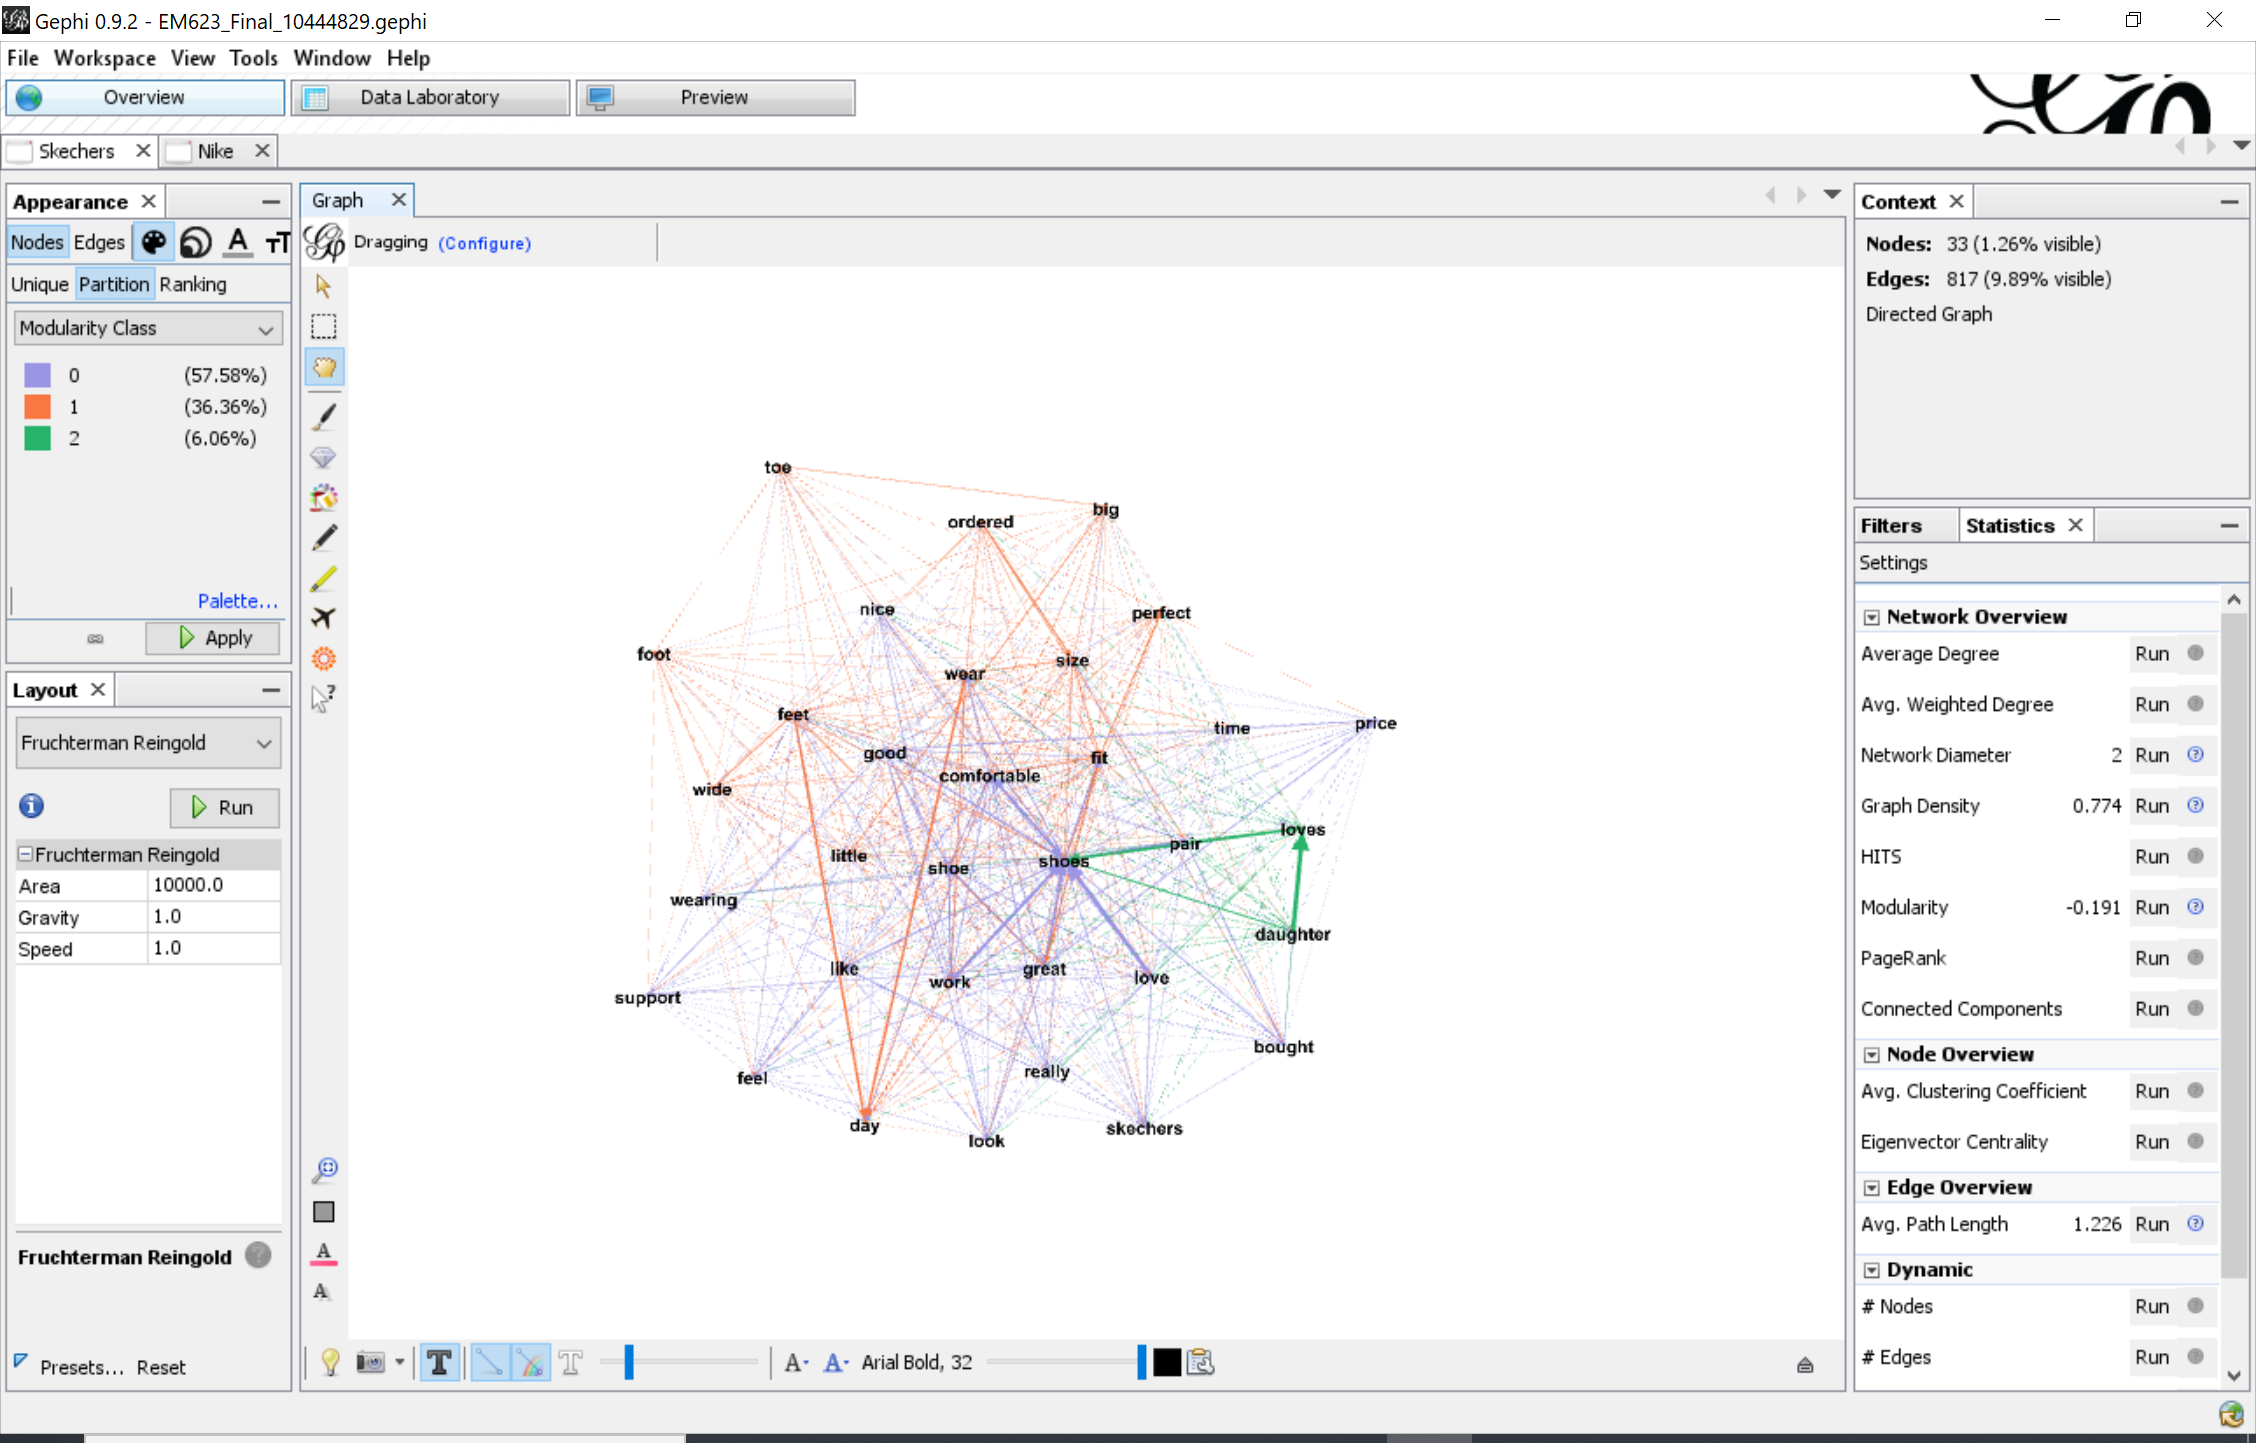 Gephi 0.9.2 - EM623_Final_10444829.gephi
File Workspace View Tools Window Help
Overview Data Laboratory Preview
Skechers Nike
Appearance
Nodes Edges
Unique Partition Ranking
Modularity Class
0 (57.58%)
1 (36.36%)
2 (6.06%)
Palette...
Apply
Layout
Fruchterman Reingold
Run
Fruchterman Reingold
Area 10000.0
Gravity 1.0
Speed 1.0
Fruchterman Reingold
Presets... Reset
Graph
Dragging (Configure)
toe
big
ordered
nice
perfect
foot
size
wear
feet
price
time
good
fit
comfortable
wide
loves
pair
little
shoes
shoe
wearing
daughter
like
great
love
work
support
bought
really
feel
day
skechers
look
Arial Bold, 32
Context
Nodes: 33 (1.26% visible)
Edges: 817 (9.89% visible)
Directed Graph
Filters Statistics
Settings
Network Overview
Average Degree Run
Avg. Weighted Degree Run
Network Diameter 2 Run
Graph Density 0.774 Run
HITS Run
Modularity -0.191 Run
PageRank Run
Connected Components Run
Node Overview
Avg. Clustering Coefficient Run
Eigenvector Centrality Run
Edge Overview
Avg. Path Length 1.226 Run
Dynamic
# Nodes Run
# Edges Run